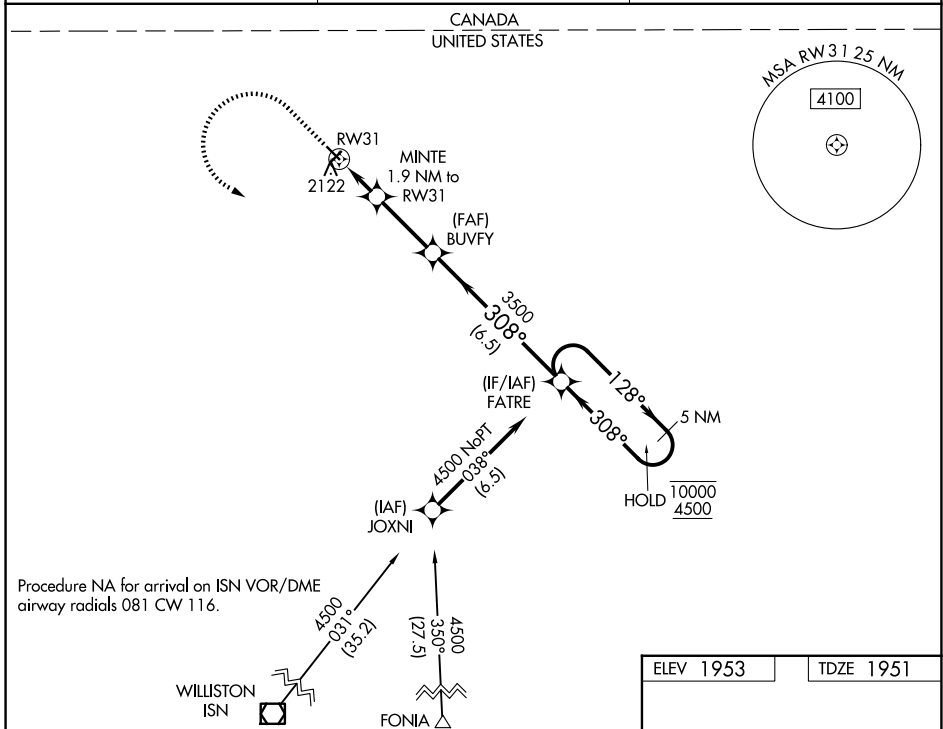 CANADA
UNITED STATES
MSA RW31 25 NM
4100
RW31
2122
MINTE
1.9 NM to
RW31
(FAF)
BUVFY
3500
308°
(6.5)
(IF/IAF)
FATRE
128°
308°
5 NM
HOLD
10000
4500
4500 NoPT
038°
(6.5)
(IAF)
JOXNI
Procedure NA for arrival on ISN VOR/DME
airway radials 081 CW 116.
4500
031°
(35.2)
4500
350°
(27.5)
WILLISTON
ISN
FONIA
ELEV 1953
TDZE 1951